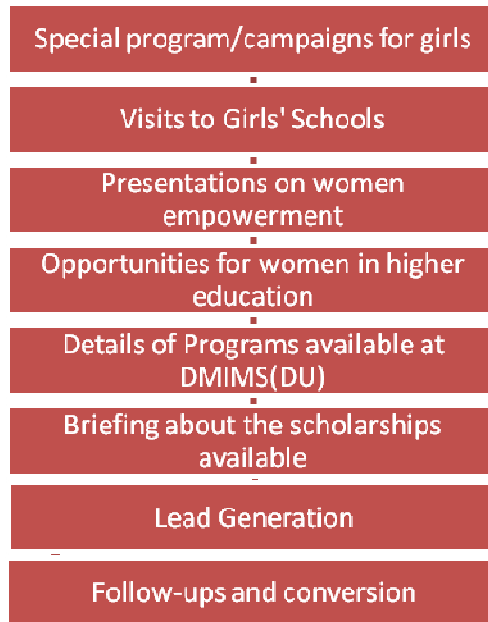 Special program/campaigns for girls
Visits to Girls' Schools
Presentations on women
empowerment
Opportunities for women in higher
education
Details of Programs available at
DMIMS(DU)
Briefing about the scholarships
available
Lead Generation
Follow-ups and conversion